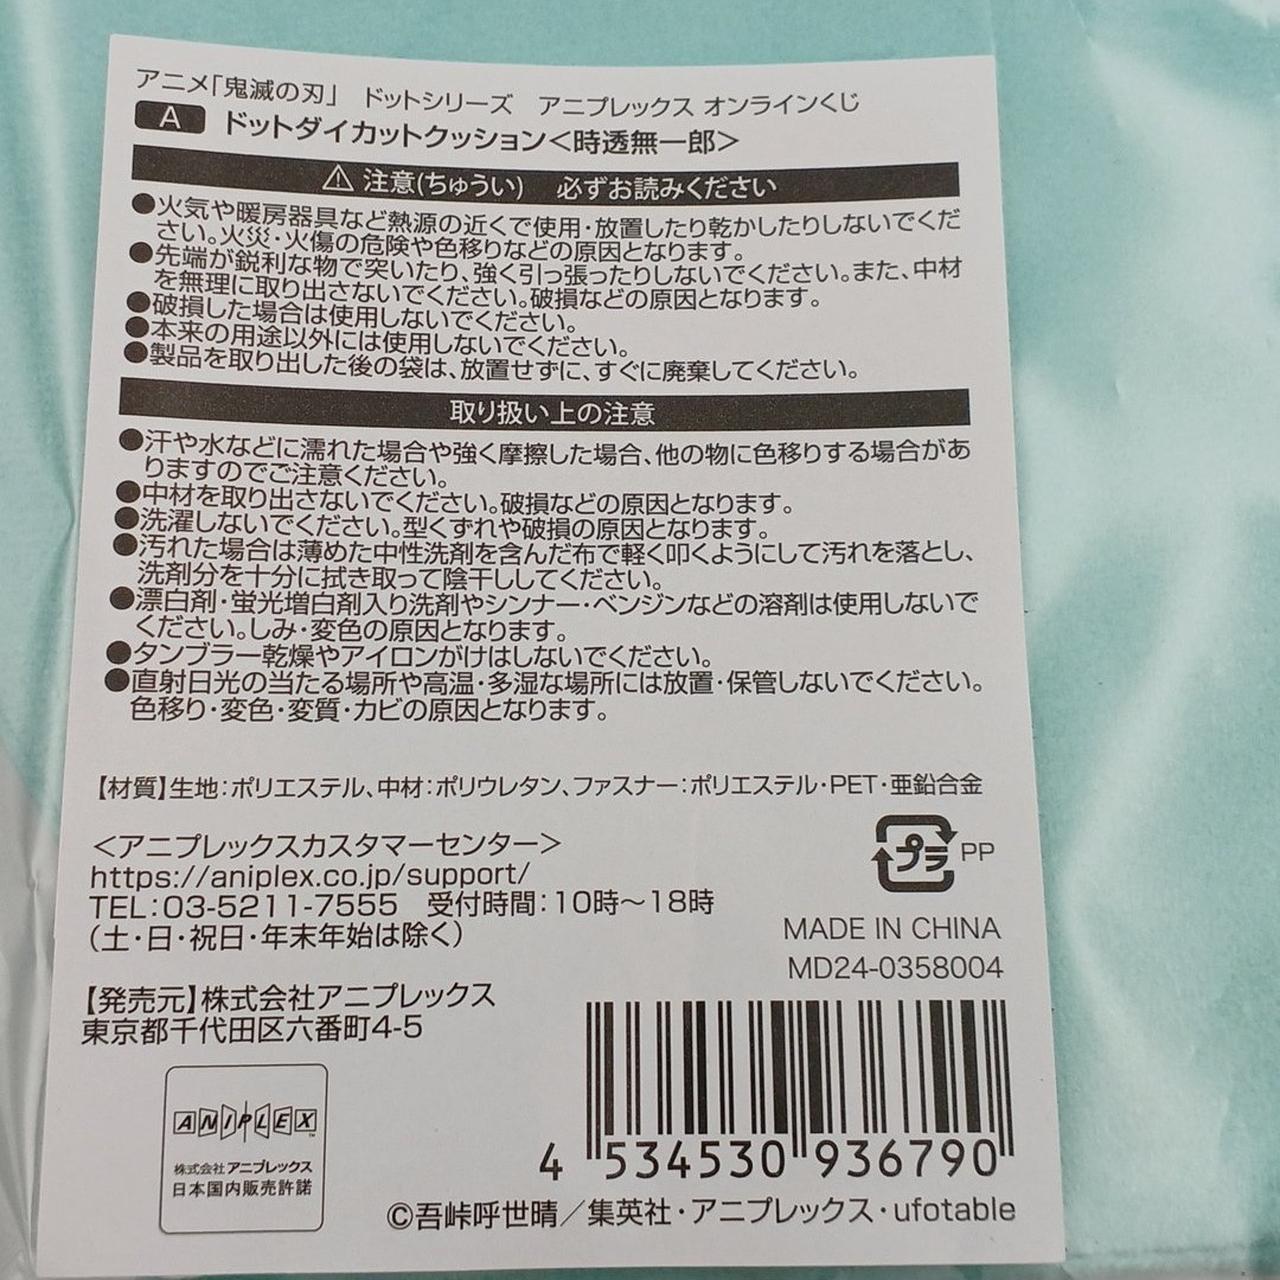 アニメ「鬼滅の刃」 ドットシリーズ アニプレックス オンラインくじ
A ドットダイカットクッション<時透無一郎>
⚠ 注意(ちゅうい) 必ずお読みください
●火気や暖房器具など熱源の近くで使用・放置したり乾かしたりしないでくだ
さい。火災・火傷の危険や色移りなどの原因となります。
●先端が鋭利な物で突いたり、強く引っ張ったりしないでください。また、中材
を無理に取り出さないでください。破損などの原因となります。
●破損した場合は使用しないでください。
●本来の用途以外には使用しないでください。
●製品を取り出した後の袋は、放置せずに、すぐに廃棄してください。
取り扱い上の注意
●汗や水などに濡れた場合や強く摩擦した場合、他の物に色移りする場合があ
りますのでご注意ください。
●中材を取り出さないでください。破損などの原因となります。
●洗濯しないでください。型くずれや破損の原因となります。
●汚れた場合は薄めた中性洗剤を含んだ布で軽く叩くようにして汚れを落とし、
洗剤分を十分に拭き取って陰干ししてください。
●漂白剤・蛍光増白剤入り洗剤やシンナー・ベンジンなどの溶剤は使用しないで
ください。しみ・変色の原因となります。
●タンブラー乾燥やアイロンがけはしないでください。
●直射日光の当たる場所や高温・多湿な場所には放置・保管しないでください。
色移り・変色・変質・カビの原因となります。
【材質】生地:ポリエステル、中材:ポリウレタン、ファスナー:ポリエステル・PET・亜鉛合金
<アニプレックスカスタマーセンター>
https://aniplex.co.jp/support/
TEL:03-5211-7555 受付時間:10時~18時
(土・日・祝日・年末年始は除く)
プラ PP
MADE IN CHINA
MD24-0358004
【発売元】株式会社アニプレックス
東京都千代田区六番町4-5
ANIPLEX™
株式会社アニプレックス
日本国内販売許諾
4 534530 936790
©吾峠呼世晴/集英社・アニプレックス・ufotable